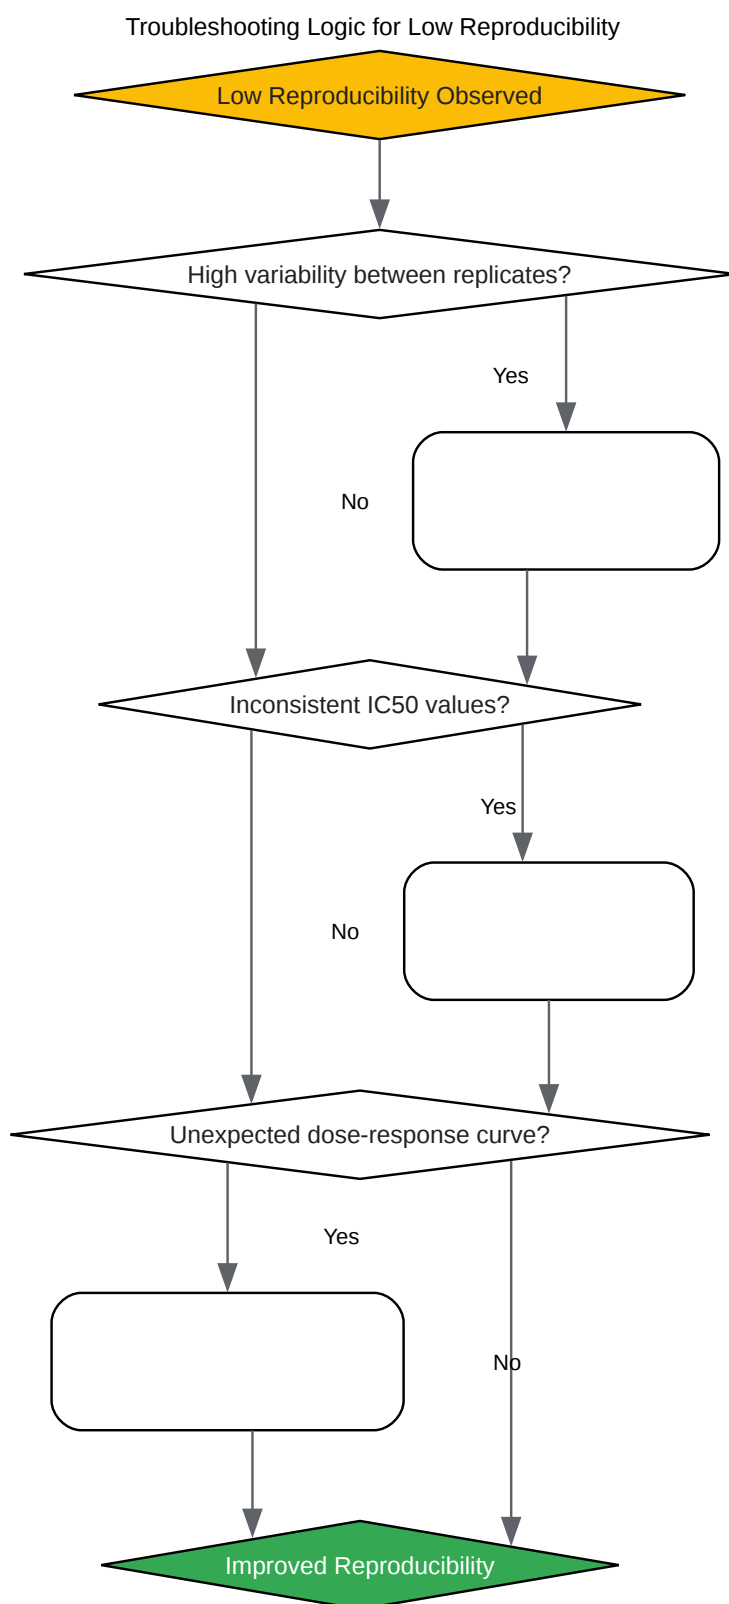 Troubleshooting Logic for Low Reproducibility
Low Reproducibility Observed
High variability between replicates?
Yes
No
Inconsistent IC50 values?
Yes
No
Unexpected dose-response curve?
Yes
No
Improved Reproducibility